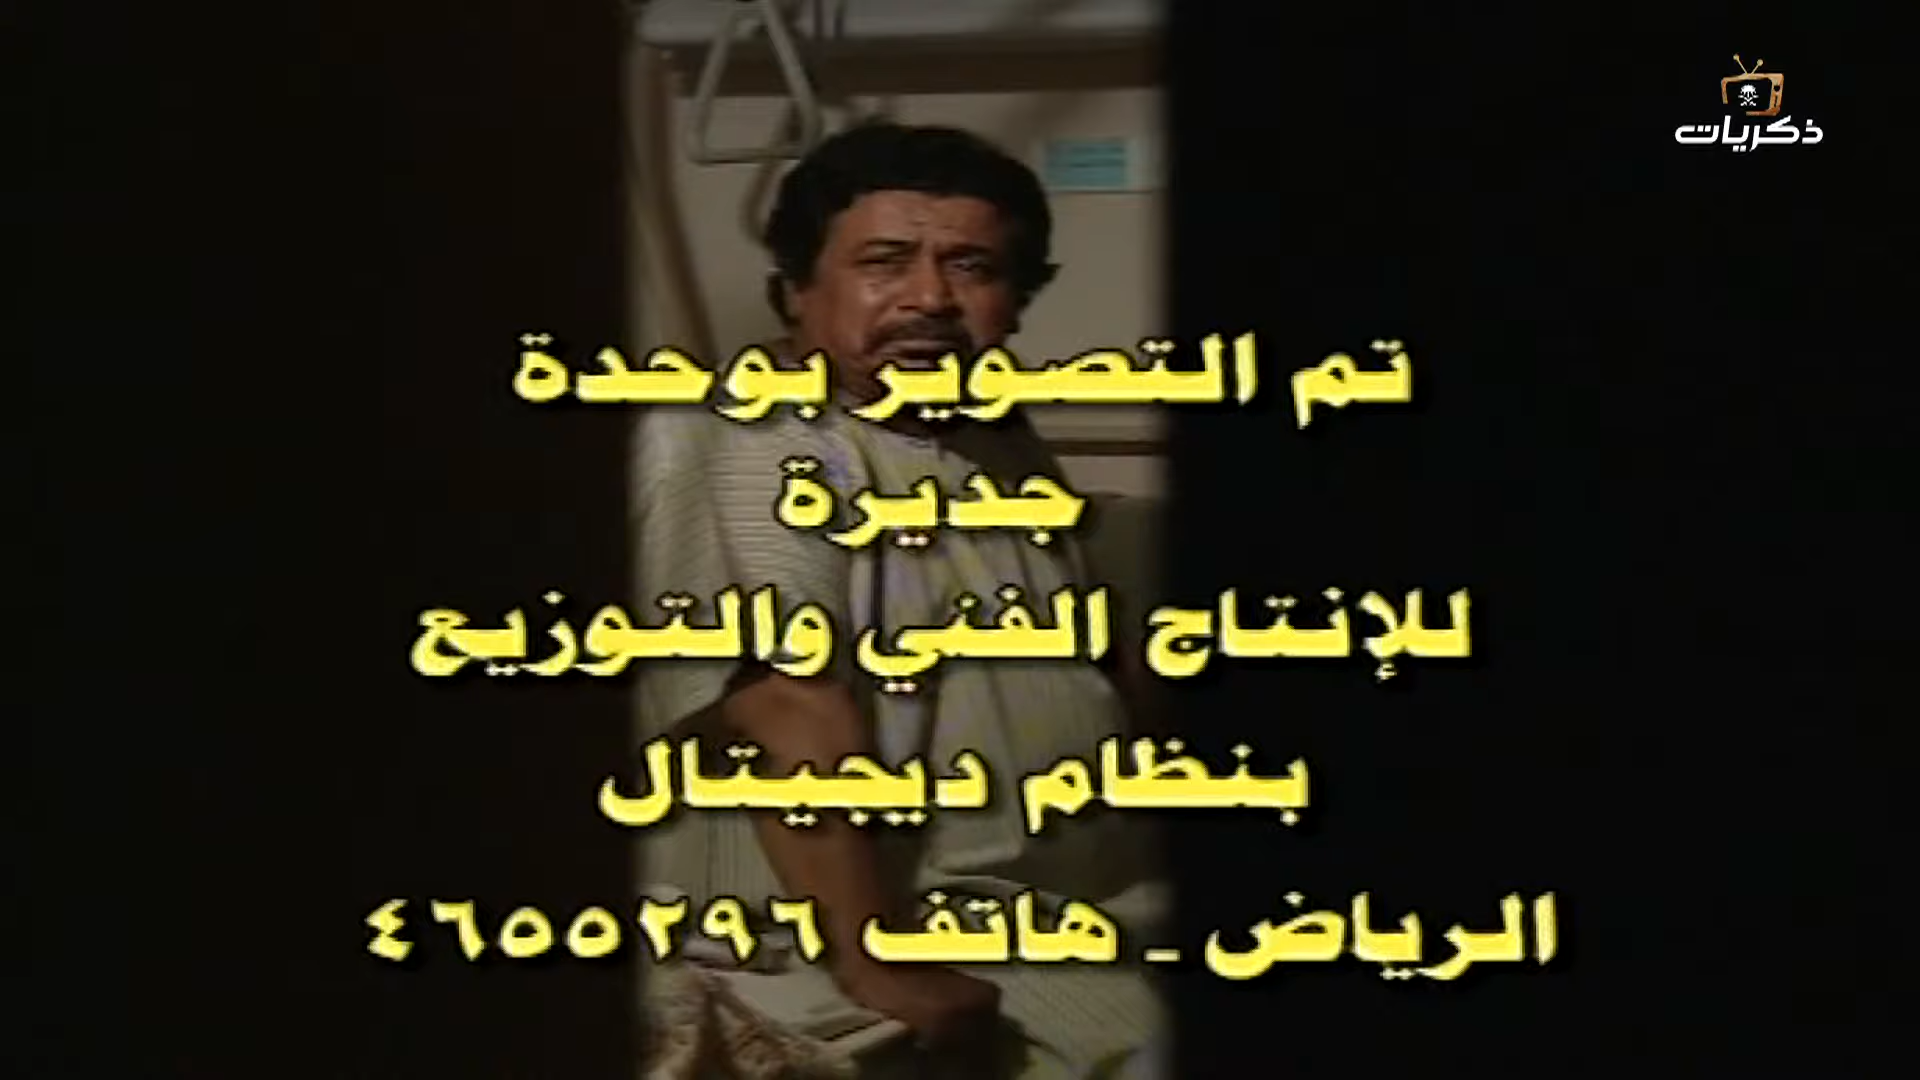 ذكريات
تم التصوير بوحدة
جديرة
للإنتاج الفني والتوزيع
بنظام ديجيتال
الرياض ـ هاتف ٤٦٥٥٢٩٦